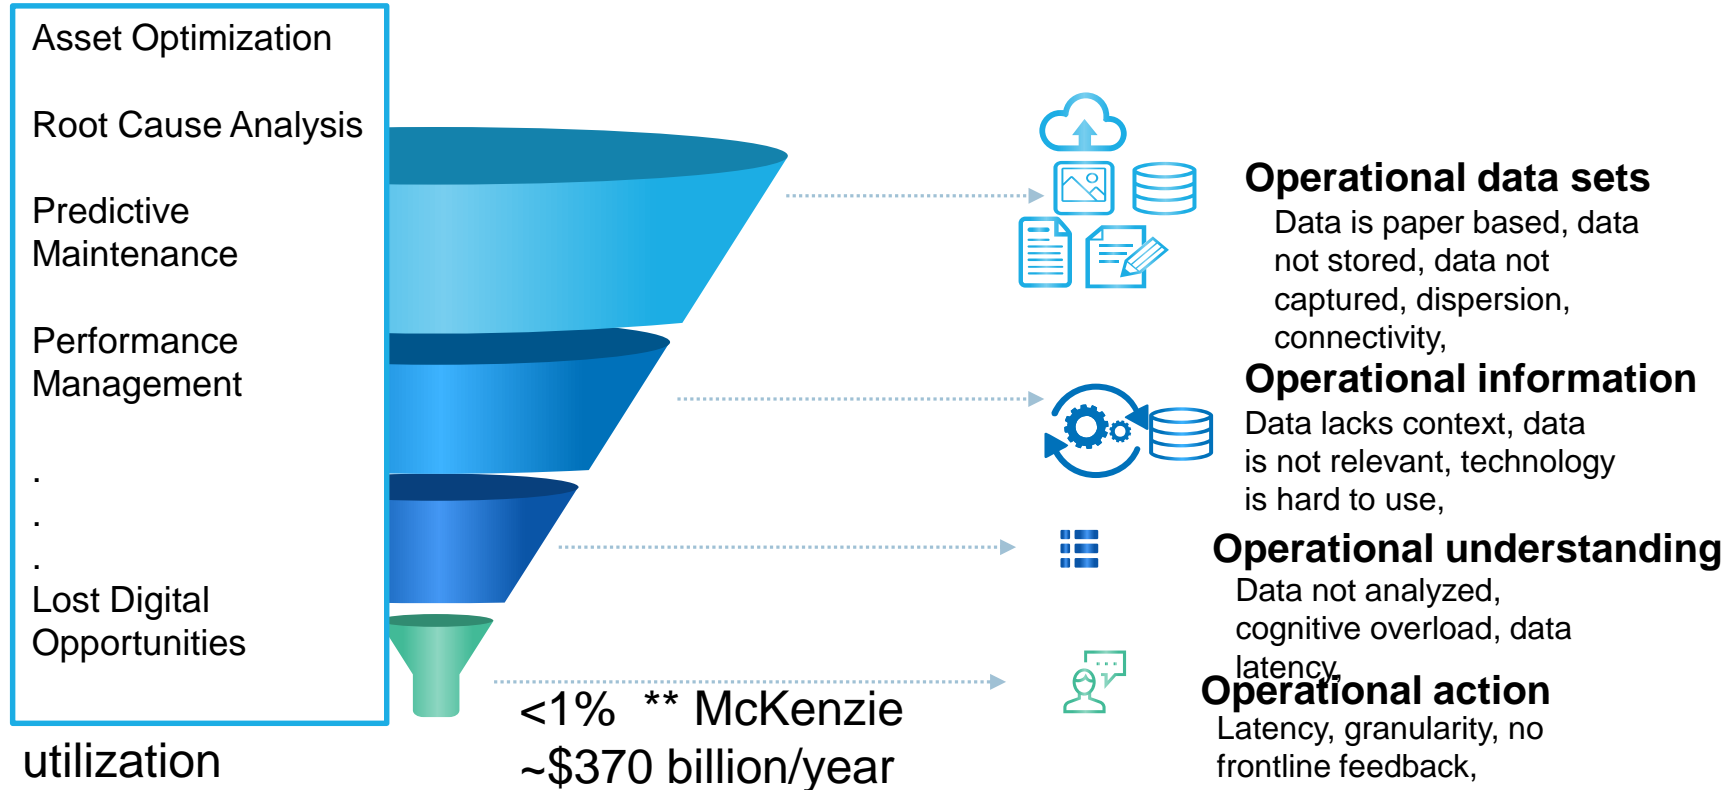 Asset Optimization
Root Cause Analysis
Predictive
Maintenance
Performance
Management
.
.
.
Lost Digital
Opportunities
utilization
<1% ** McKenzie
~$370 billion/year
Operational data sets
Data is paper based, data
not stored, data not
captured, dispersion,
connectivity,
Operational information
Data lacks context, data
is not relevant, technology
is hard to use,
Operational understanding
Data not analyzed,
cognitive overload, data
latency,
Operational action
Latency, granularity, no
frontline feedback,